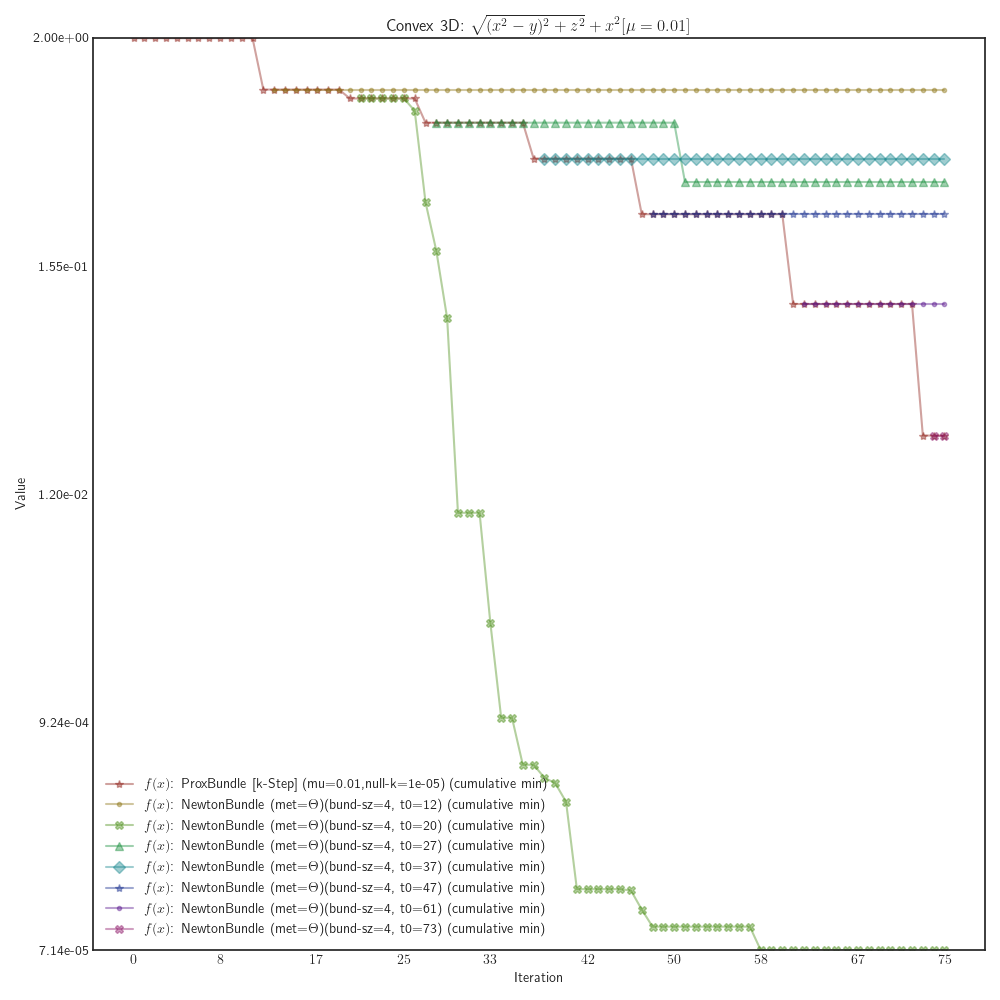 Convex 3D: $\sqrt{(x^2 - y)^2 + z^2} + x^2[\mu = 0.01]$
2.00e+00
1.55e-01
1.20e-02
9.24e-04
7.14e-05
Value
f(x): ProxBundle [k-Step] (mu=0.01,null-k=1e-05) (cumulative min)
f(x): NewtonBundle (met=Θ)(bund-sz=4, t0=12) (cumulative min)
f(x): NewtonBundle (met=Θ)(bund-sz=4, t0=20) (cumulative min)
f(x): NewtonBundle (met=Θ)(bund-sz=4, t0=27) (cumulative min)
f(x): NewtonBundle (met=Θ)(bund-sz=4, t0=37) (cumulative min)
f(x): NewtonBundle (met=Θ)(bund-sz=4, t0=47) (cumulative min)
f(x): NewtonBundle (met=Θ)(bund-sz=4, t0=61) (cumulative min)
f(x): NewtonBundle (met=Θ)(bund-sz=4, t0=73) (cumulative min)
0 8 17 25 33 42 50 58 67 75
Iteration